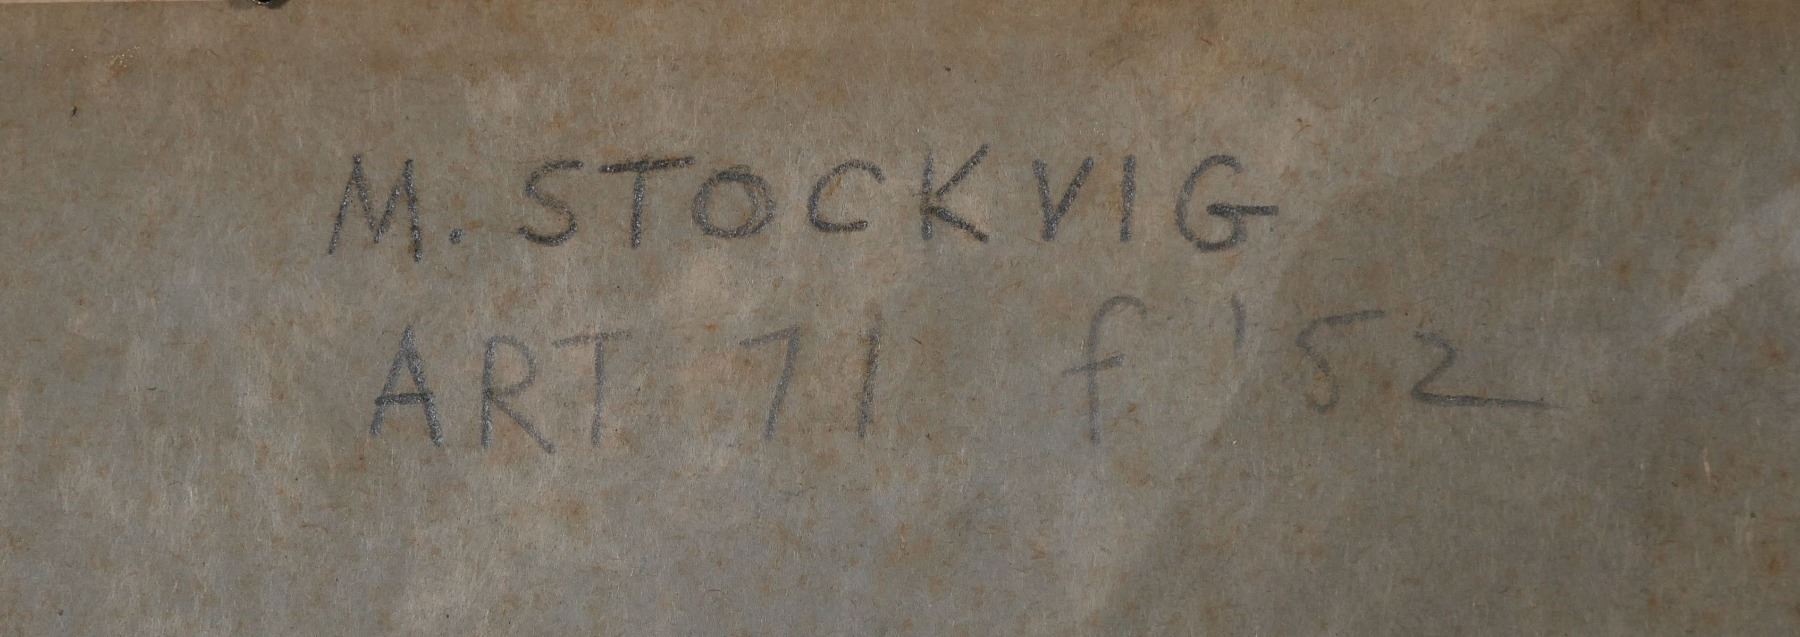 M. STOCKVIG
ART 71 f '52